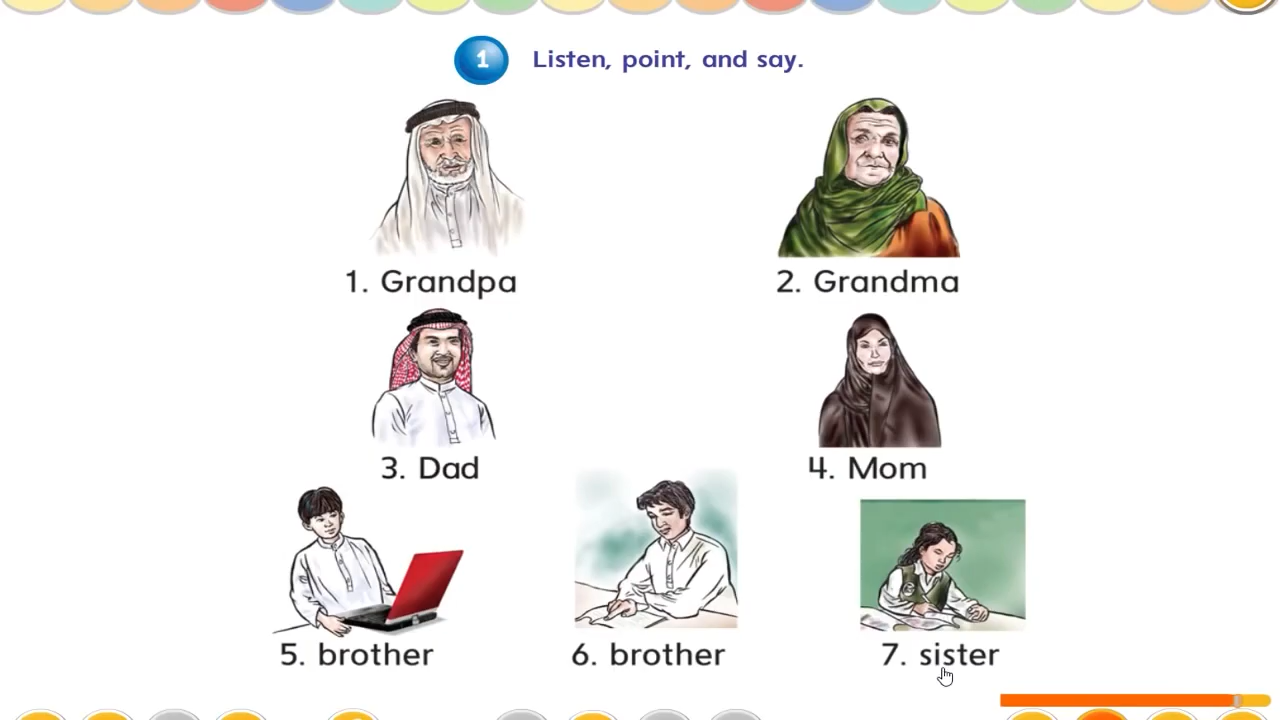 1 Listen, point, and say.
1. Grandpa
2. Grandma
3. Dad
4. Mom
5. brother
6. brother
7. sister